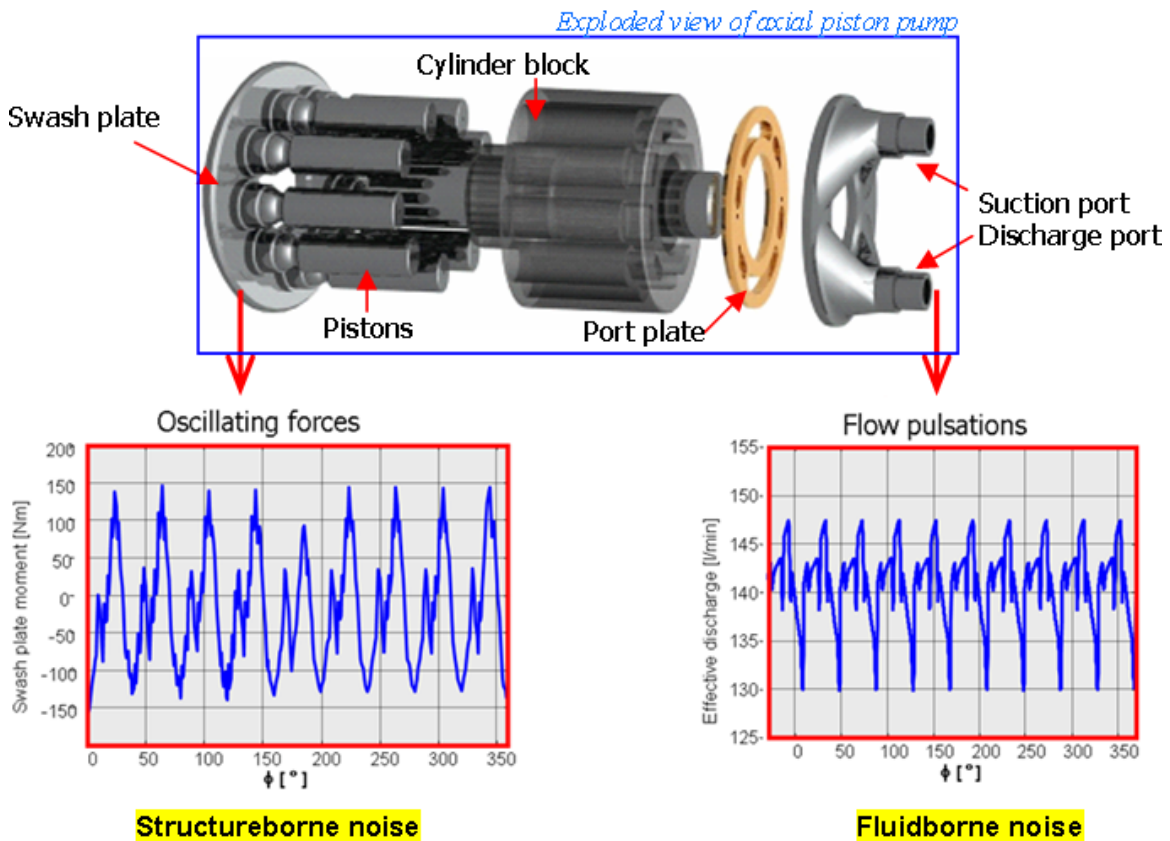 Exploded view of axial piston pump
Cylinder block
Swash plate
Suction port
Discharge port
Pistons
Port plate
Oscillating forces
Flow pulsations
Swash plate moment [Nm]
200
150
100
50
0
-50
-100
-150
0 50 100 150 200 250 300 350
ϕ [°]
Effective discharge [l/min]
155-
150-
145-
140-
135-
130-
125-
0 50 100 150 200 250 300 350
ϕ [°]
Structureborne noise
Fluidborne noise